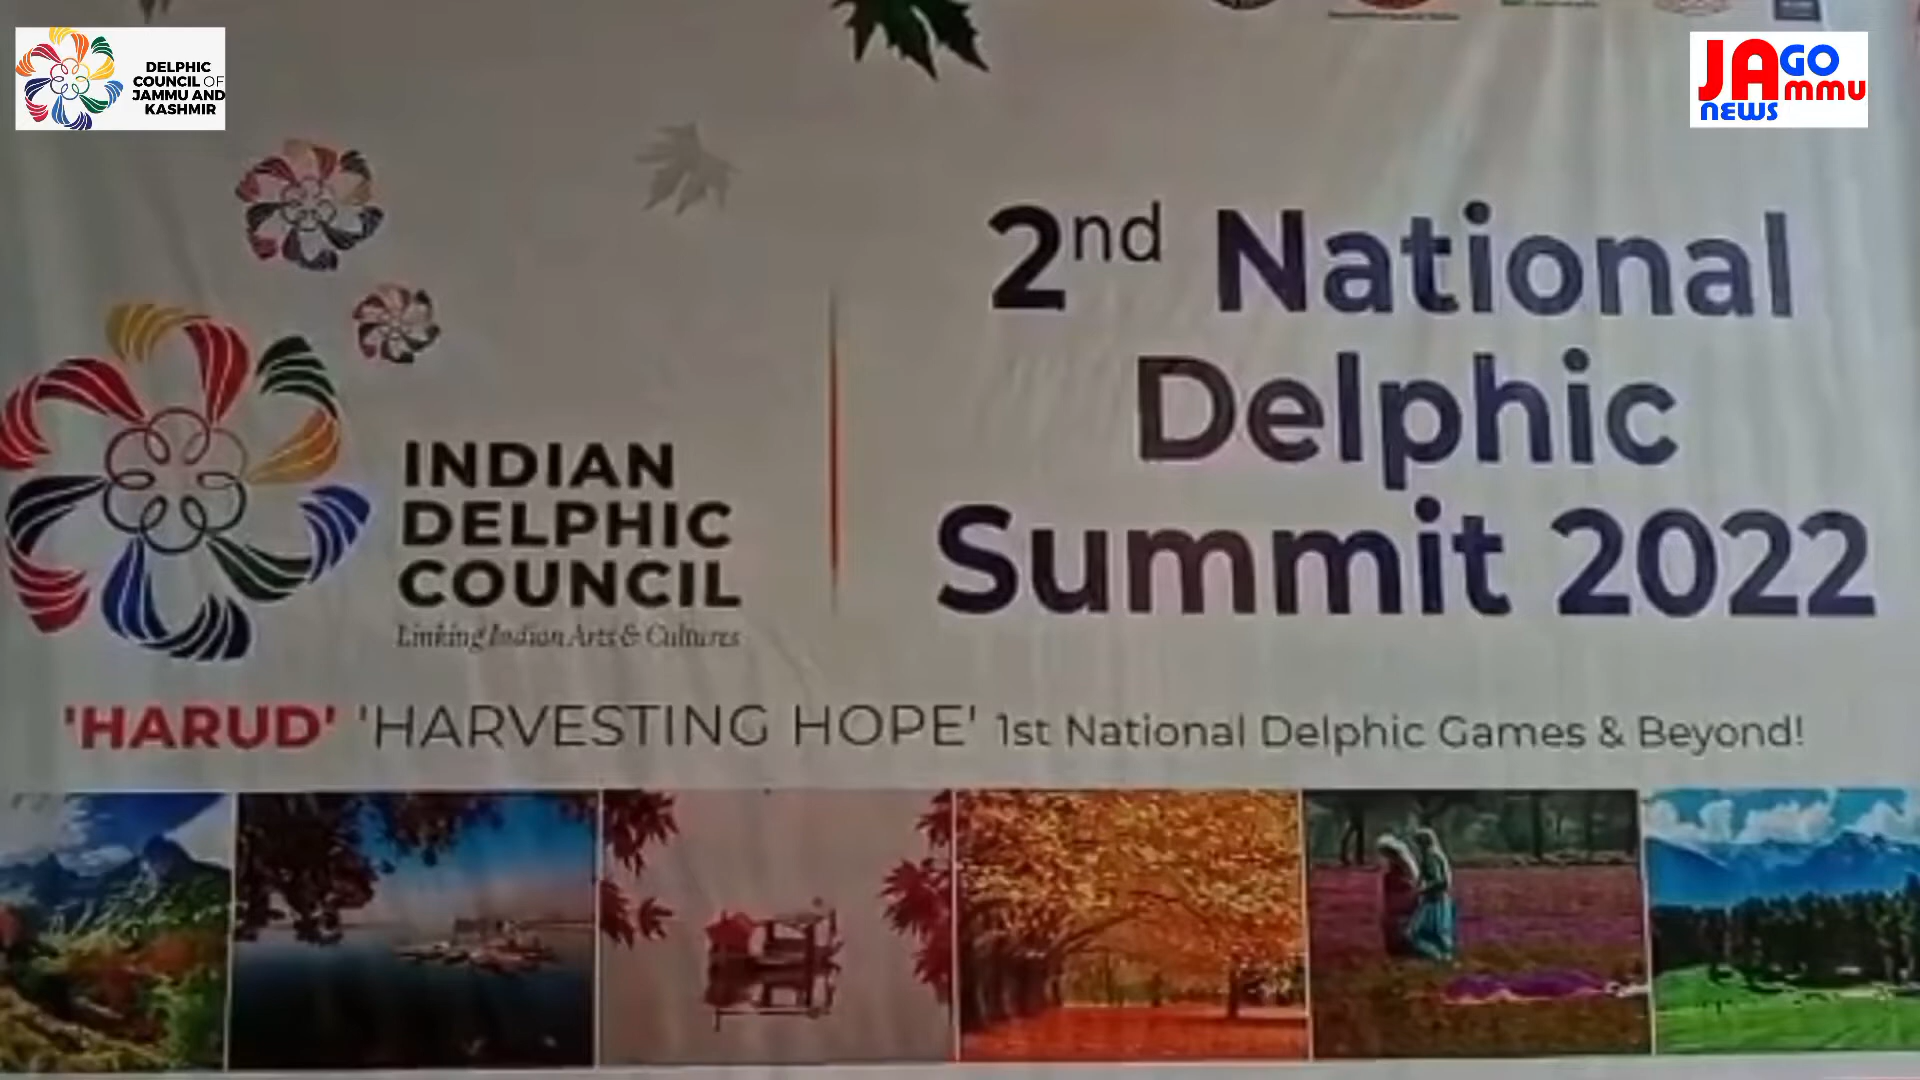 DELPHIC
COUNCIL OF
JAMMU AND
KASHMIR
JAGO
JAmmu
NEWS
2nd National
Delphic
Summit 2022
INDIAN
DELPHIC
COUNCIL
Linking Indian Arts & Cultures
'HARUD' 'HARVESTING HOPE' 1st National Delphic Games & Beyond!